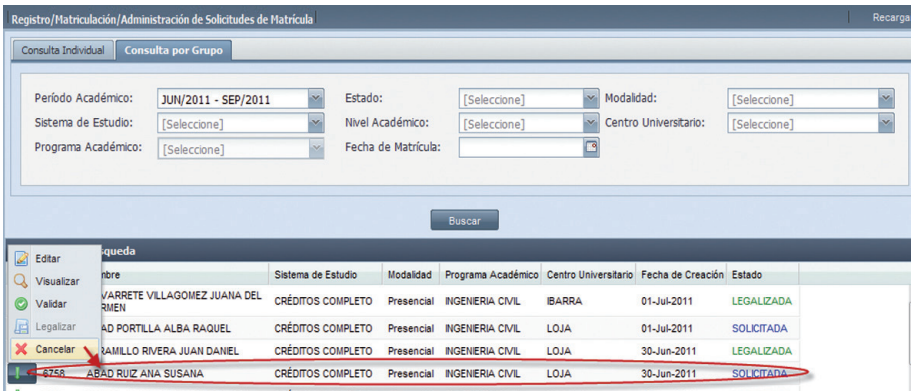 Registro/Matriculación/Administración de Solicitudes de Matrícula
Recarga
Consulta Individual
Consulta por Grupo
Período Académico: JUN/2011 - SEP/2011 Estado: [Seleccione] Modalidad: [Seleccione]
Sistema de Estudio: [Seleccione] Nivel Académico: [Seleccione] Centro Universitario: [Seleccione]
Programa Académico: [Seleccione] Fecha de Matrícula:
Buscar
squeda
Editar
Visualizar
Validar
Legalizar
Cancelar
mbre Sistema de Estudio Modalidad Programa Académico Centro Universitario Fecha de Creación Estado
VARRETE VILLAGOMEZ JUANA DEL
RMEN CRÉDITOS COMPLETO Presencial INGENIERIA CIVIL IBARRA 01-Jul-2011 LEGALIZADA
AD PORTILLA ALBA RAQUEL CRÉDITOS COMPLETO Presencial INGENIERIA CIVIL LOJA 01-Jul-2011 SOLICITADA
RAMILLO RIVERA JUAN DANIEL CRÉDITOS COMPLETO Presencial INGENIERIA CIVIL LOJA 30-Jun-2011 LEGALIZADA
6758 ABAD RUIZ ANA SUSANA CRÉDITOS COMPLETO Presencial INGENIERIA CIVIL LOJA 30-Jun-2011 SOLICITADA